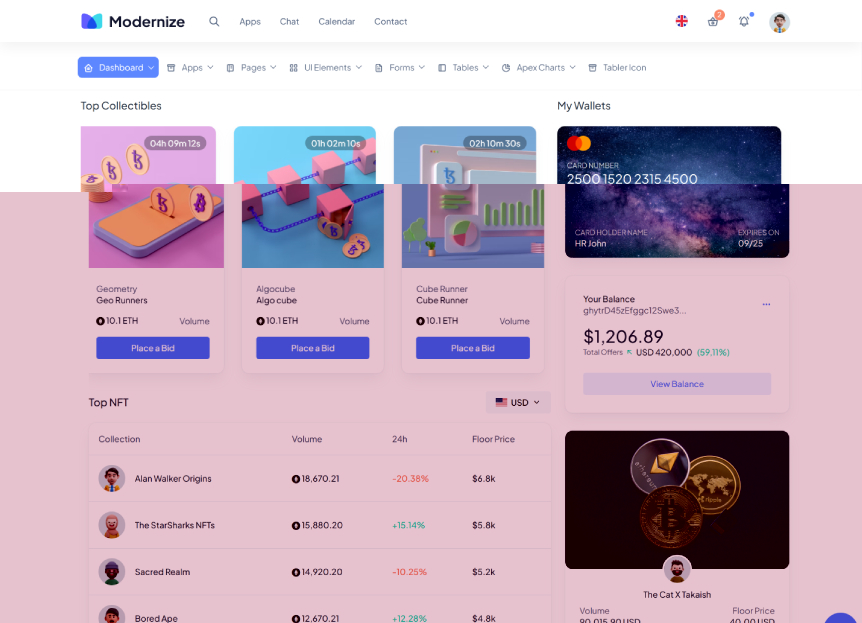 Modernize
Apps
Chat
Calendar
Contact
2
Dashboard
Apps
Pages
UI Elements
Forms
Tables
Apex Charts
Tabler Icon
Top Collectibles
My Wallets
04h 09m 12s
01h 02m 10s
02h 10m 30s
CARD NUMBER
2500 1520 2315 4500
CARD HOLDER NAME
EXPIRES ON
HR John
09/25
Geometry
Geo Runners
10.1 ETH
Volume
Place a Bid
Algocube
Algo cube
10.1 ETH
Volume
Place a Bid
Cube Runner
Cube Runner
10.1 ETH
Volume
Place a Bid
Your Balance
ghytrD45zEfggc12Swe3...
$1,206.89
Total Offers USD 420,000 (59.11%)
View Balance
Top NFT
USD
Collection Volume 24h Floor Price
Alan Walker Origins 18,670.21 -20.38% $6.8k
The StarSharks NFTs 15,880.20 +15.14% $5.8k
Sacred Realm 14,920.20 -10.25% $5.2k
Bored Ape 12,670.21 +12.28% $4.8k
ripple
The Cat X Takaish
Volume Floor Price
90,015.90 USD 40.00 USD